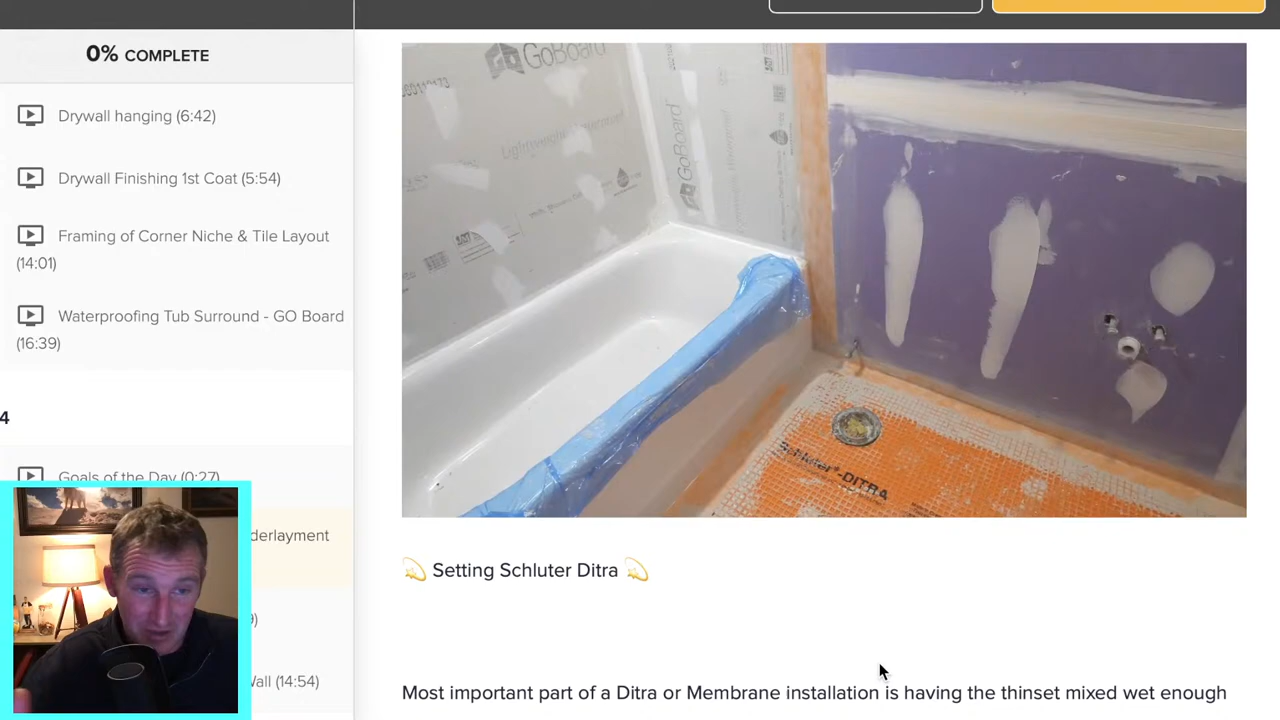 0% COMPLETE
Drywall hanging (6:42)
Drywall Finishing 1st Coat (5:54)
Framing of Corner Niche & Tile Layout
(14:01)
Waterproofing Tub Surround - GO Board
(16:39)
4
Goals of the Day (0:27)
derlayment
9)
Wall (14:54)
GoBoard
GoBoard
Schluter®-DITRA
💫 Setting Schluter Ditra 💫
Most important part of a Ditra or Membrane installation is having the thinset mixed wet enough